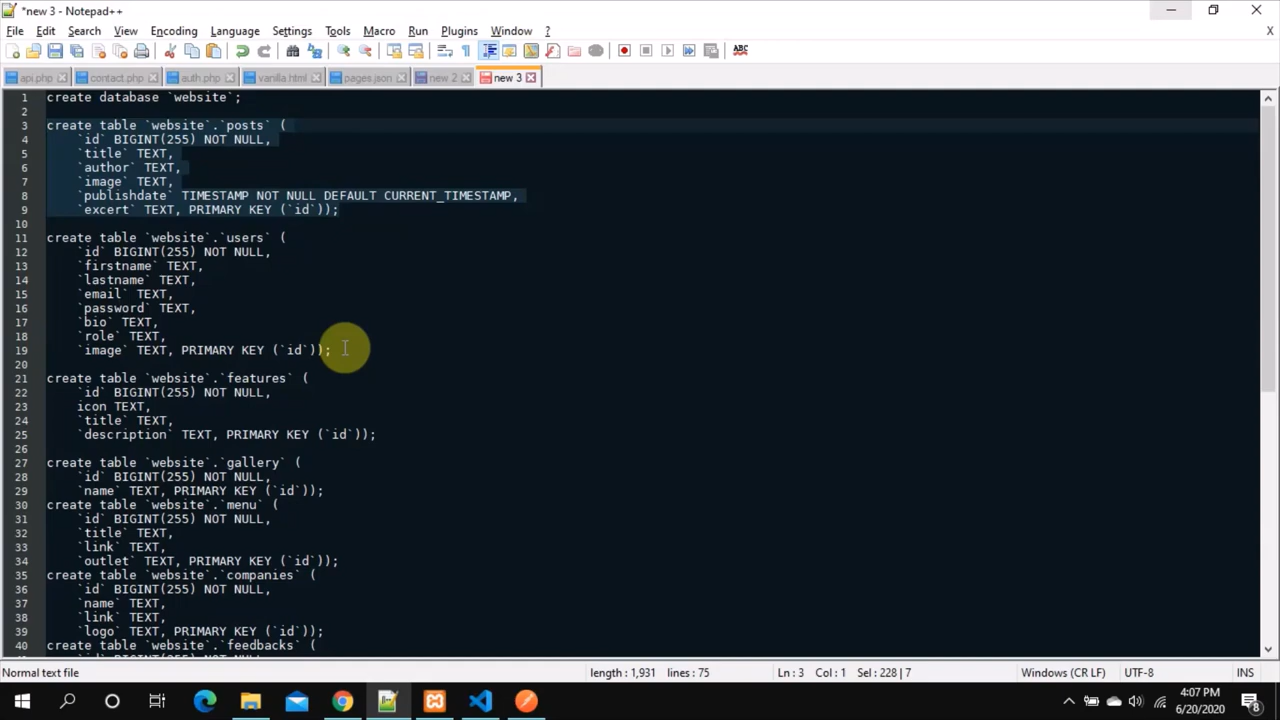 *new 3 - Notepad++
File Edit Search View Encoding Language Settings Tools Macro Run Plugins Window ? X
ABC
api.php contact.php auth.php vanilla.html pages.json new 2 new 3
1 create database `website`;
2
3 create table `website`.`posts` (
4 `id` BIGINT(255) NOT NULL,
5 `title` TEXT,
6 `author` TEXT,
7 `image` TEXT,
8 `publishdate` TIMESTAMP NOT NULL DEFAULT CURRENT_TIMESTAMP,
9 `excert` TEXT, PRIMARY KEY (`id`));
10
11 create table `website`.`users` (
12 `id` BIGINT(255) NOT NULL,
13 `firstname` TEXT,
14 `lastname` TEXT,
15 `email` TEXT,
16 `password` TEXT,
17 `bio` TEXT,
18 `role` TEXT,
19 `image` TEXT, PRIMARY KEY (`id`));
20
21 create table `website`.`features` (
22 `id` BIGINT(255) NOT NULL,
23 icon TEXT,
24 `title` TEXT,
25 `description` TEXT, PRIMARY KEY (`id`));
26
27 create table `website`.`gallery` (
28 `id` BIGINT(255) NOT NULL,
29 `name` TEXT, PRIMARY KEY (`id`));
30 create table `website`.`menu` (
31 `id` BIGINT(255) NOT NULL,
32 `title` TEXT,
33 `link` TEXT,
34 `outlet` TEXT, PRIMARY KEY (`id`));
35 create table `website`.`companies` (
36 `id` BIGINT(255) NOT NULL,
37 `name` TEXT,
38 `link` TEXT,
39 `logo` TEXT, PRIMARY KEY (`id`));
40 create table `website`.`feedbacks` (
Normal text file length : 1,931 lines : 75 Ln : 3 Col : 1 Sel : 228 | 7 Windows (CR LF) UTF-8 INS
4:07 PM
6/20/2020
8